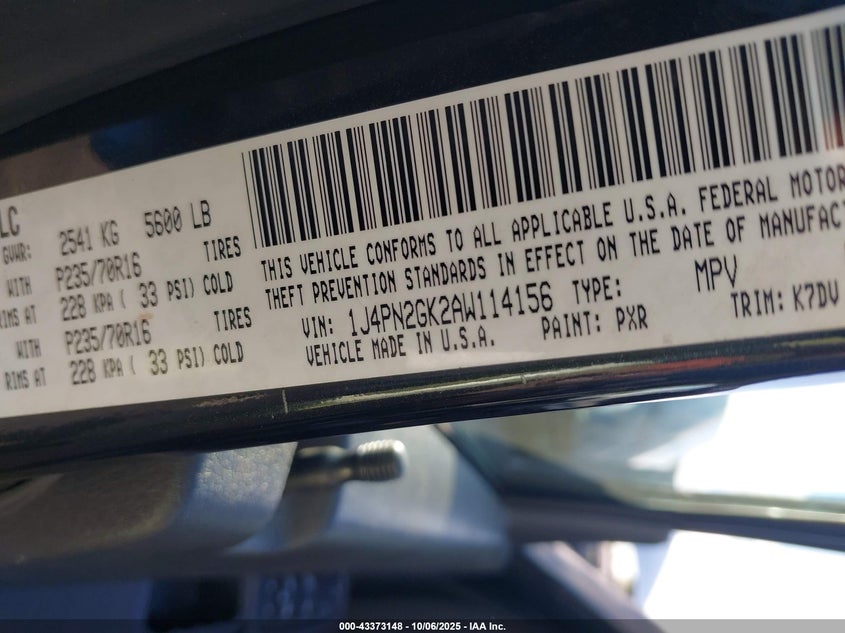 LC
GVWR: 2541 KG 5600 LB
WITH P235/70R16 TIRES
RIMS AT 228 KPA ( 33 PSI) COLD
WITH P235/70R16 TIRES
RIMS AT 228 KPA ( 33 PSI) COLD
THIS VEHICLE CONFORMS TO ALL APPLICABLE U.S.A. FEDERAL MOTOR
THEFT PREVENTION STANDARDS IN EFFECT ON THE DATE OF MANUFACT
VIN: 1J4PN2GK2AW114156 TYPE: MPV
VEHICLE MADE IN U.S.A. PAINT: PXR TRIM: K7DV
000-43373148 - 10/06/2025 - IAA Inc.